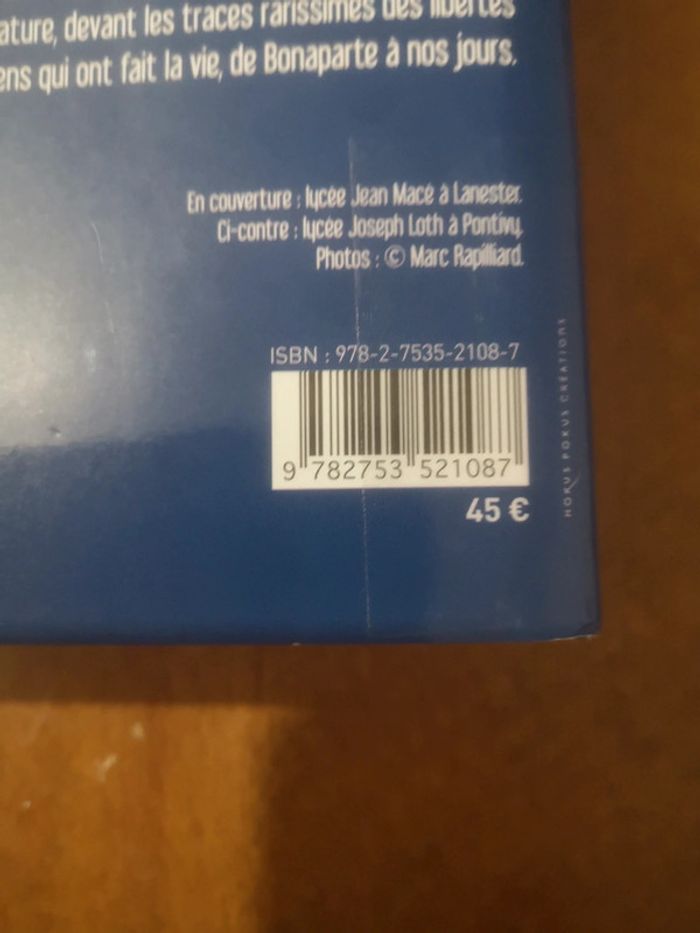 ature, devant les traces rarissimes des libertés
ens qui ont fait la vie, de Bonaparte à nos jours.
En couverture : lycée Jean Macé à Lanester.
Ci-contre : lycée Joseph Loth à Pontivy.
Photos : © Marc Rapilliard.
ISBN : 978-2-7535-2108-7
9 782753 521087
45 €
HOKUS POKUS CRÉATIONS